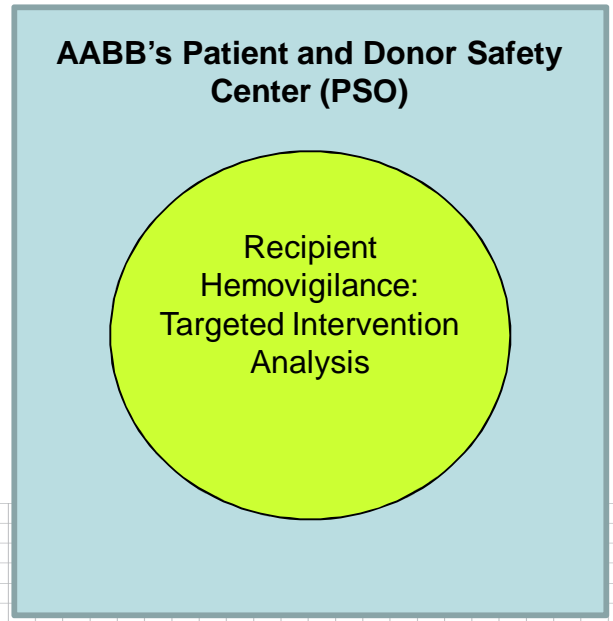 AABB's Patient and Donor Safety
Center (PSO)
Recipient
Hemovigilance:
Targeted Intervention
Analysis